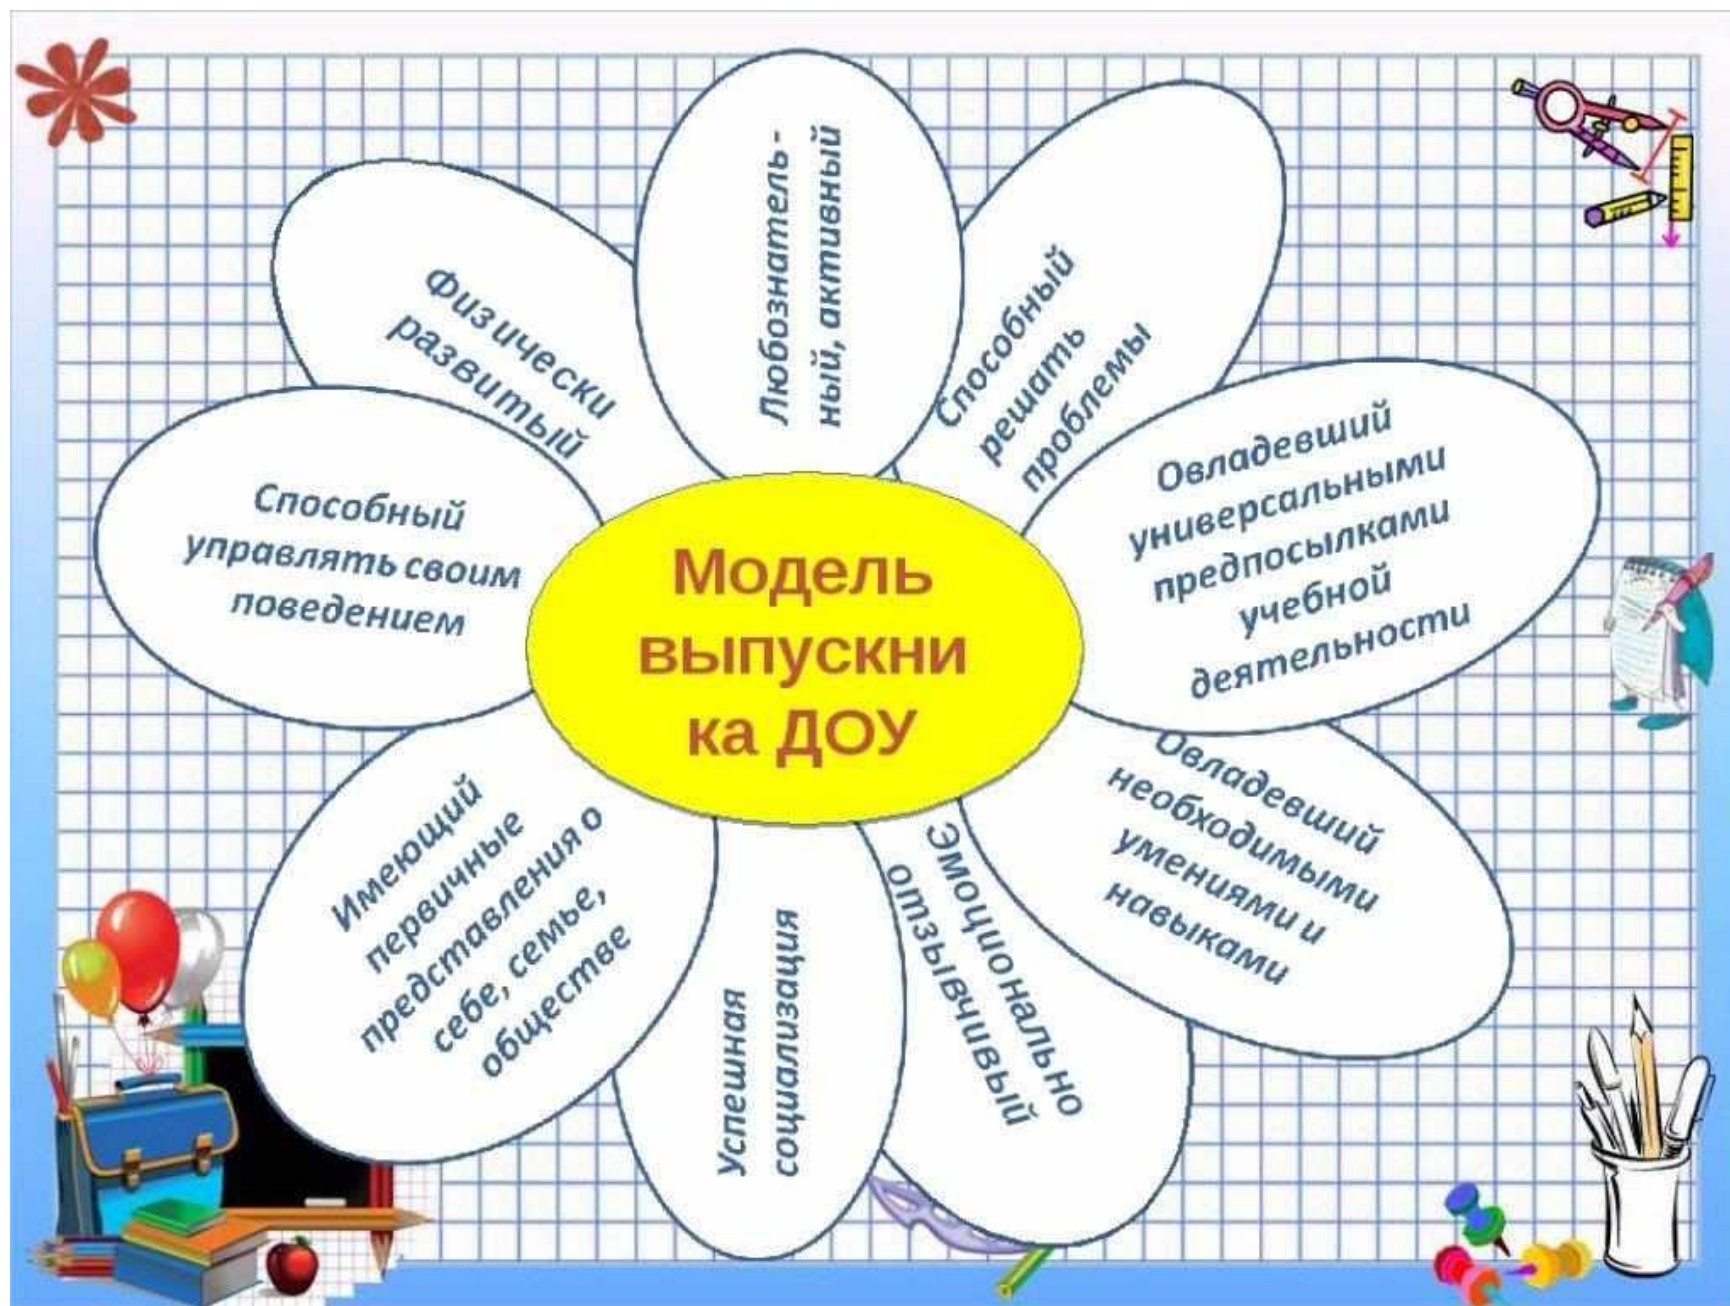 Любознатель -
ный, активный
Способный
решать
проблемы
Овладевший
универсальными
предпосылками
учебной
деятельности
Овладевший
необходимыми
умениями и
навыками
Эмоционально
отзывчивый
Успешная
социализация
Имеющий
первичные
представления о
себе, семье,
обществе
Способный
управлять своим
поведением
Физически
развитый
Модель
выпускни
ка ДОУ